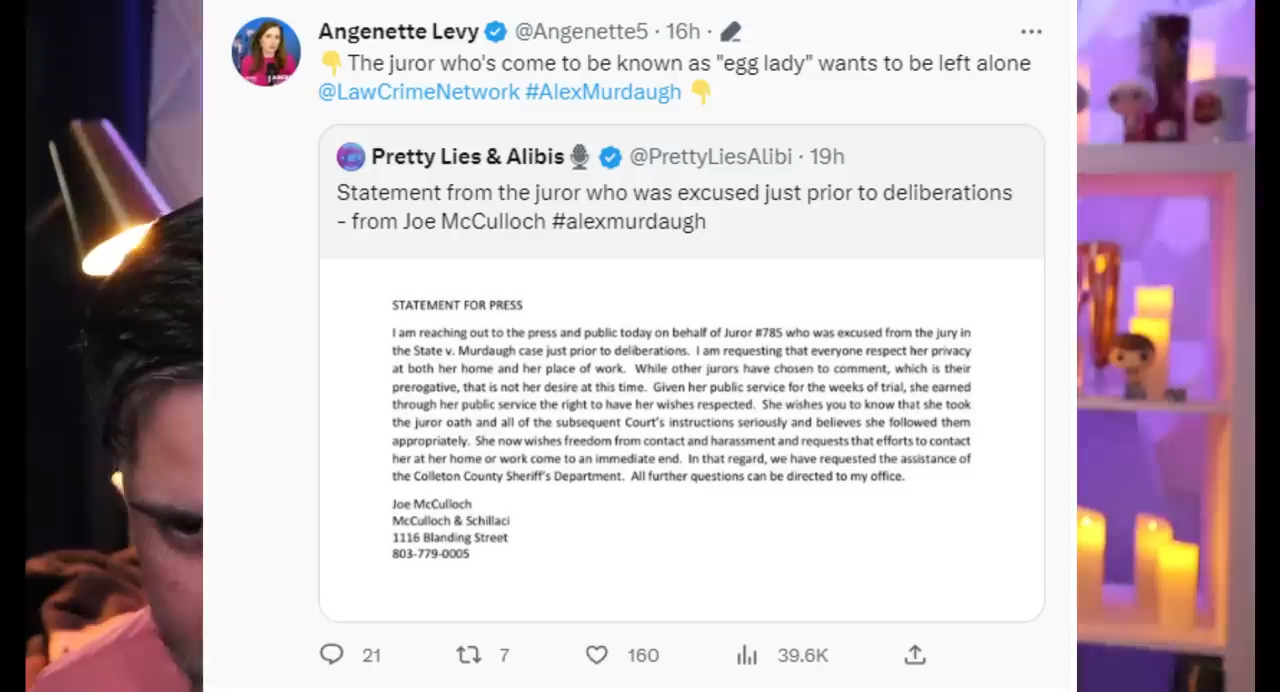 Angenette Levy @Angenette5 · 16h ·
👇 The juror who's come to be known as "egg lady" wants to be left alone
@LawCrimeNetwork #AlexMurdaugh 👇
Pretty Lies & Alibis🎙 @PrettyLiesAlibi · 19h
Statement from the juror who was excused just prior to deliberations
- from Joe McCulloch #alexmurdaugh
STATEMENT FOR PRESS
I am reaching out to the press and public today on behalf of Juror #785 who was excused from the jury in
the State v. Murdaugh case just prior to deliberations. I am requesting that everyone respect her privacy
at both her home and her place of work. While other jurors have chosen to comment, which is their
prerogative, that is not her desire at this time. Given her public service for the weeks of trial, she earned
through her public service the right to have her wishes respected. She wishes you to know that she took
the juror oath and all of the subsequent Court's instructions seriously and believes she followed them
appropriately. She now wishes freedom from contact and harassment and requests that efforts to contact
her at her home or work come to an immediate end. In that regard, we have requested the assistance of
the Colleton County Sheriff's Department. All further questions can be directed to my office.
Joe McCulloch
McCulloch & Schillaci
1116 Blanding Street
803-779-0005
21 7 160 39.6K